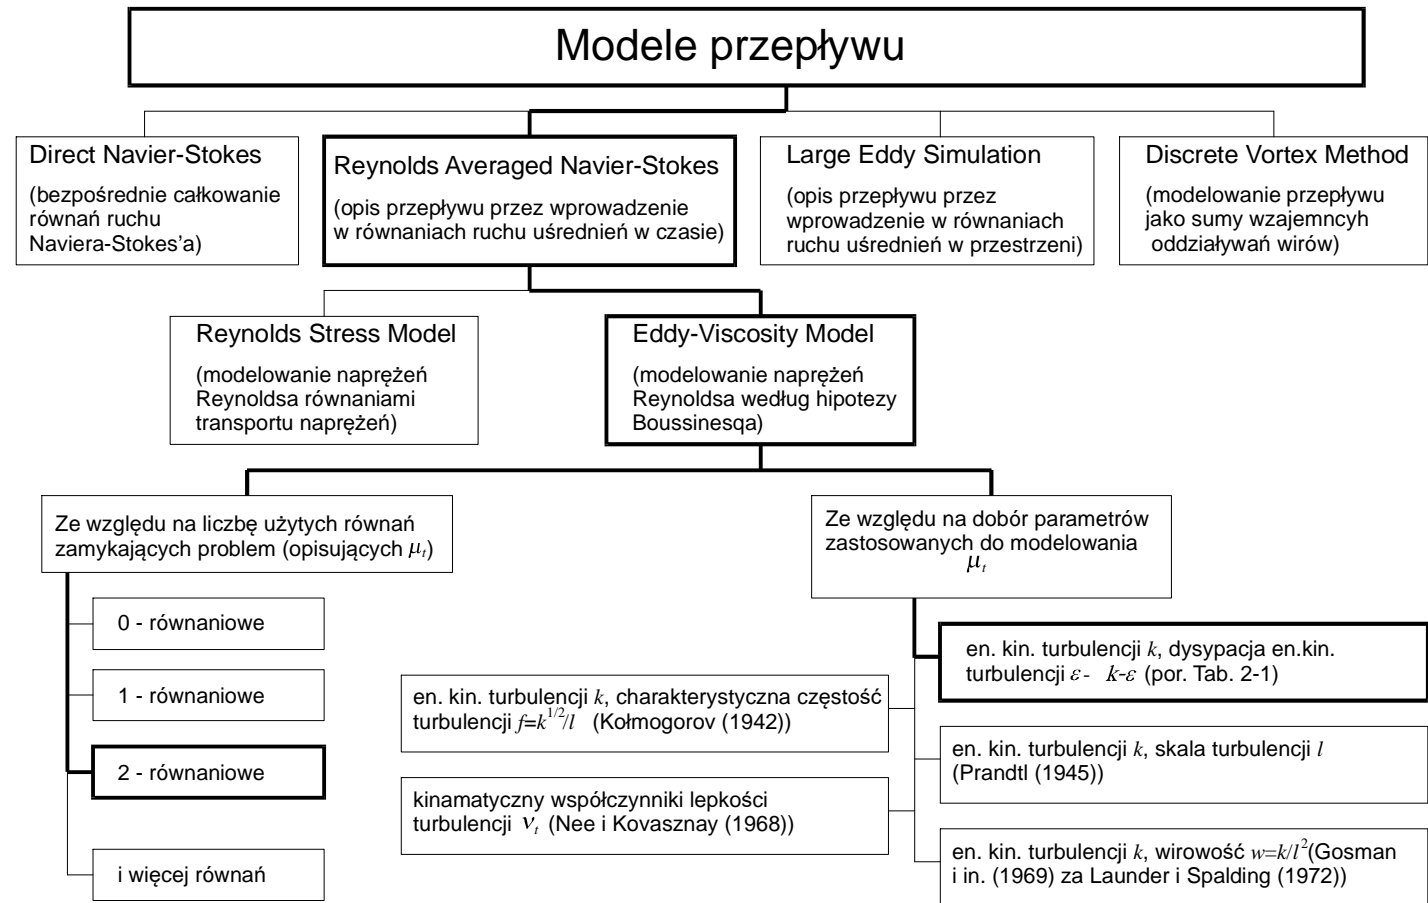 Modele przepływu
Direct Navier-Stokes
(bezpośrednie całkowanie
równań ruchu
Naviera-Stokes'a)
Reynolds Averaged Navier-Stokes
(opis przepływu przez wprowadzenie
w równaniach ruchu uśrednień w czasie)
Large Eddy Simulation
(opis przepływu przez
wprowadzenie w równaniach
ruchu uśrednień w przestrzeni)
Discrete Vortex Method
(modelowanie przepływu
jako sumy wzajemncyh
oddziaływań wirów)
Reynolds Stress Model
(modelowanie naprężeń
Reynoldsa równaniami
transportu naprężeń)
Eddy-Viscosity Model
(modelowanie naprężeń
Reynoldsa według hipotezy
Boussinesqa)
Ze względu na liczbę użytych równań
zamykających problem (opisujących μt)
0 - równaniowe
1 - równaniowe
2 - równaniowe
i więcej równań
Ze względu na dobór parametrów
zastosowanych do modelowania
μt
en. kin. turbulencji k, dysypacja en.kin.
turbulencji ε - k-ε (por. Tab. 2-1)
en. kin. turbulencji k, charakterystyczna częstość
turbulencji f=k^1/2/l (Kołmogorov (1942))
en. kin. turbulencji k, skala turbulencji l
(Prandtl (1945))
kinamatyczny współczynniki lepkości
turbulencji νt (Nee i Kovasznay (1968))
en. kin. turbulencji k, wirowość w=k/l^2(Gosman
i in. (1969) za Launder i Spalding (1972))